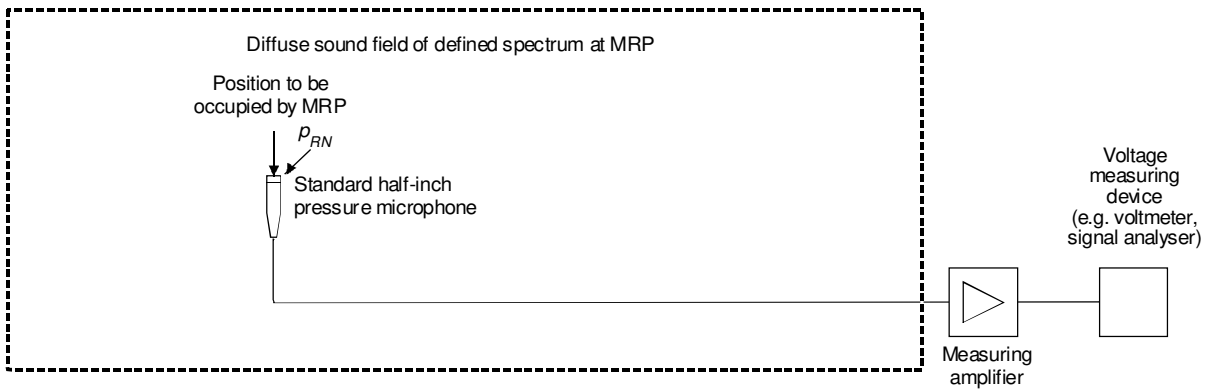 Diffuse sound field of defined spectrum at MRP
Position to be
occupied by MRP
pRN
Standard half-inch
pressure microphone
Voltage
measuring
device
(e.g. voltmeter,
signal analyser)
Measuring
amplifier